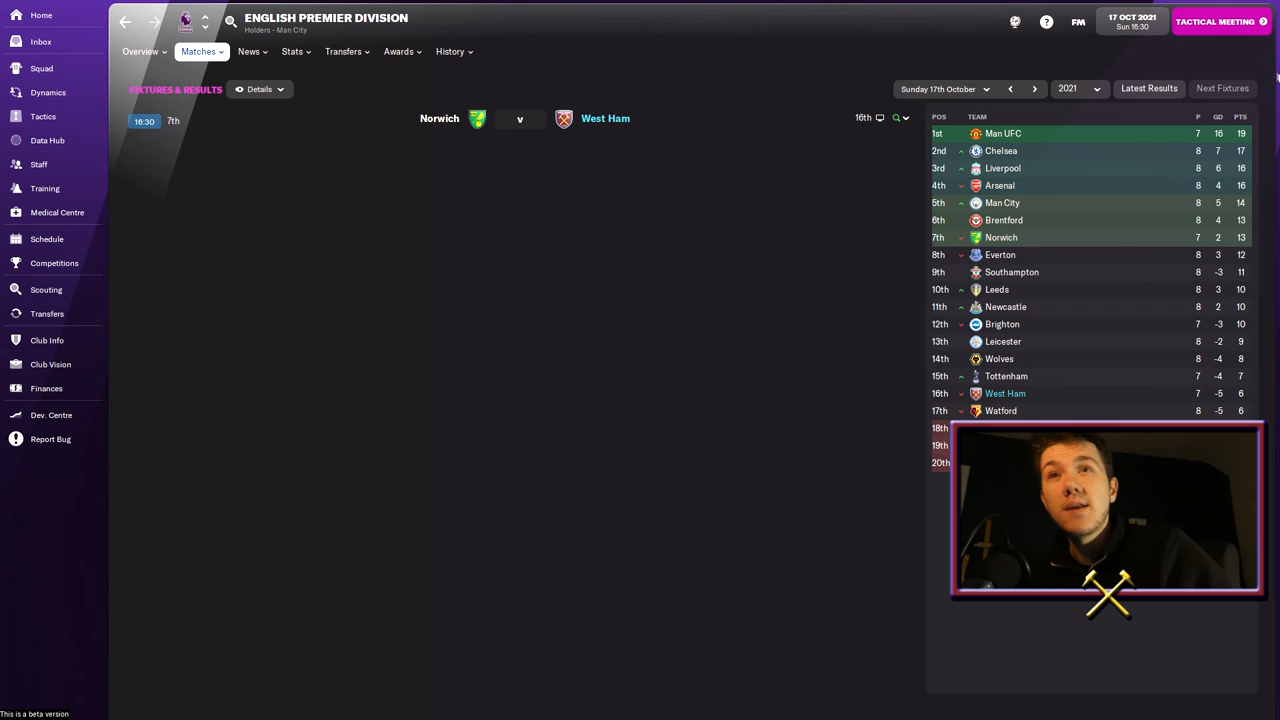 Home
Inbox
Squad
Dynamics
Tactics
Data Hub
Staff
Training
Medical Centre
Schedule
Competitions
Scouting
Transfers
Club Info
Club Vision
Finances
Dev. Centre
Report Bug
This is a beta version
ENGLISH PREMIER DIVISION
Holders - Man City
FM
17 OCT 2021
Sun 16:30
TACTICAL MEETING
Overview Matches News Stats Transfers Awards History
FIXTURES & RESULTS Details
Sunday 17th October 2021 Latest Results Next Fixtures
16:30 7th Norwich v West Ham 16th
POS TEAM P GD PTS
1st Man UFC 7 16 19
2nd Chelsea 8 7 17
3rd Liverpool 8 6 16
4th Arsenal 8 4 16
5th Man City 8 5 14
6th Brentford 8 4 13
7th Norwich 7 2 13
8th Everton 8 3 12
9th Southampton 8 -3 11
10th Leeds 8 3 10
11th Newcastle 8 2 10
12th Brighton 7 -3 10
13th Leicester 8 -2 9
14th Wolves 8 -4 8
15th Tottenham 7 -4 7
16th West Ham 7 -5 6
17th Watford 8 -5 6
18th
19th
20th